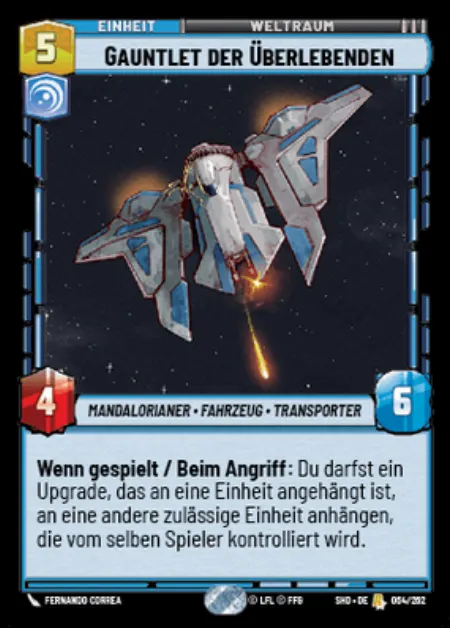 EINHEIT
WELTRAUM
5
GAUNTLET DER ÜBERLEBENDEN
4
MANDALORIANER • FAHRZEUG • TRANSPORTER
6
Wenn gespielt / Beim Angriff: Du darfst ein
Upgrade, das an eine Einheit angehängt ist,
an eine andere zulässige Einheit anhängen,
die vom selben Spieler kontrolliert wird.
FERNANDO CORREA
© LFL © FFG
SHD • DE
064/262